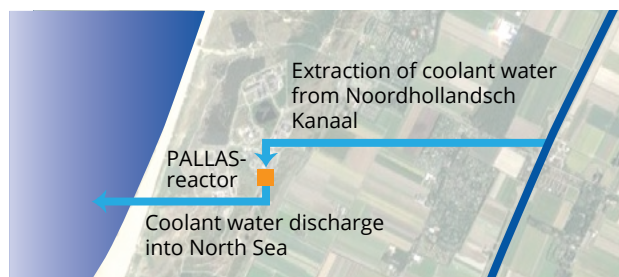 Extraction of coolant water
from Noordhollandsch
Kanaal
PALLAS-
reactor
Coolant water discharge
into North Sea